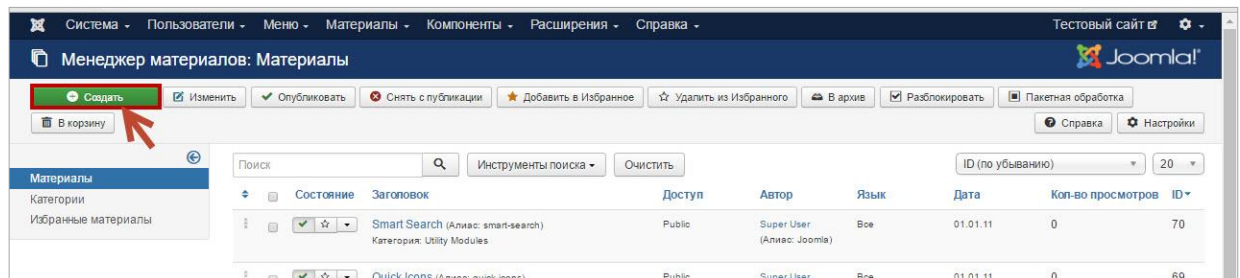 Система Пользователи Меню Материалы Компоненты Расширения Справка Тестовый сайт
Менеджер материалов: Материалы Joomla!
Создать Изменить Опубликовать Снять с публикации Добавить в Избранное Удалить из Избранного В архив Разблокировать Пакетная обработка
В корзину Справка Настройки
Поиск Инструменты поиска Очистить ID (по убыванию) 20
Материалы
Категории
Избранные материалы
Состояние Заголовок Доступ Автор Язык Дата Кол-во просмотров ID
Smart Search (Алиас: smart-search) Public Super User Все 01.01.11 0 70
Категория: Utility Modules (Алиас: Joomla)
Quick Icons (Алиас: quick-icons) Public Super User Все 01.01.11 0 69